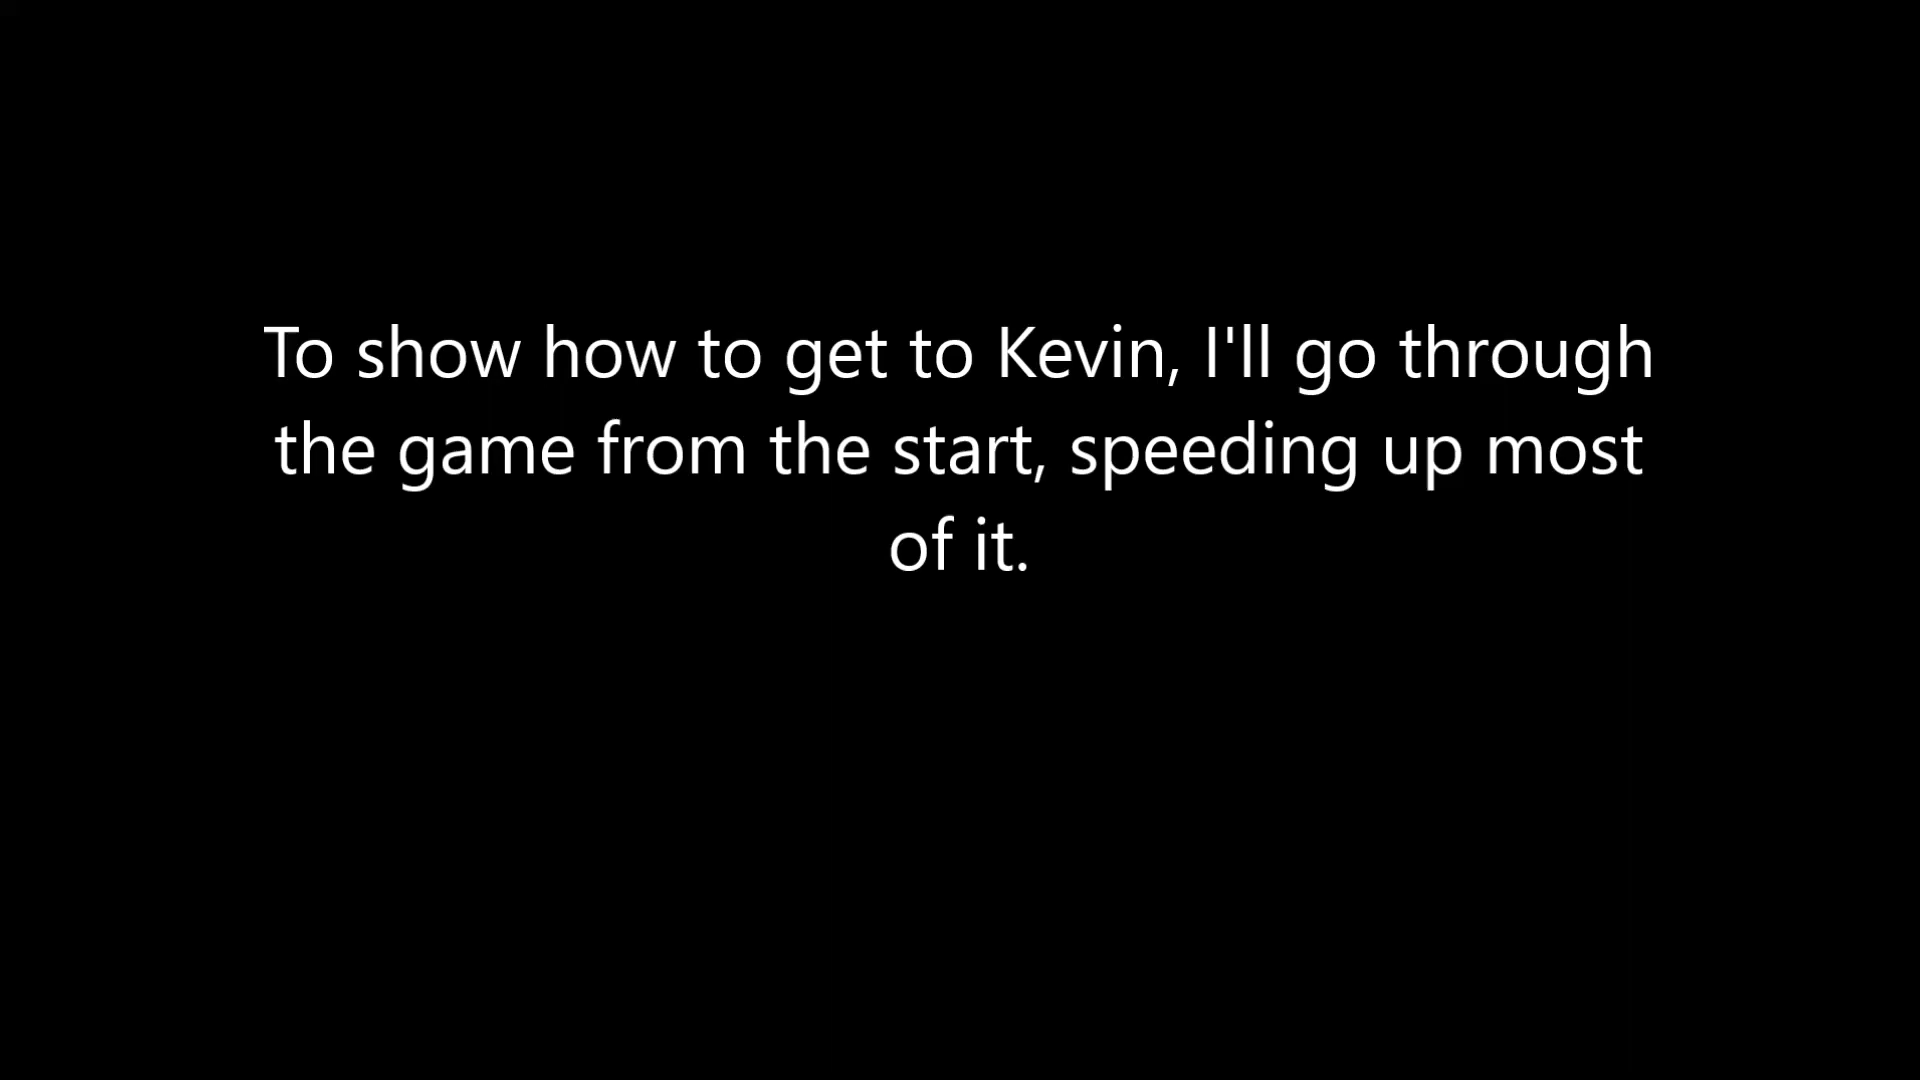 To show how to get to Kevin, I'll go through
the game from the start, speeding up most
of it.